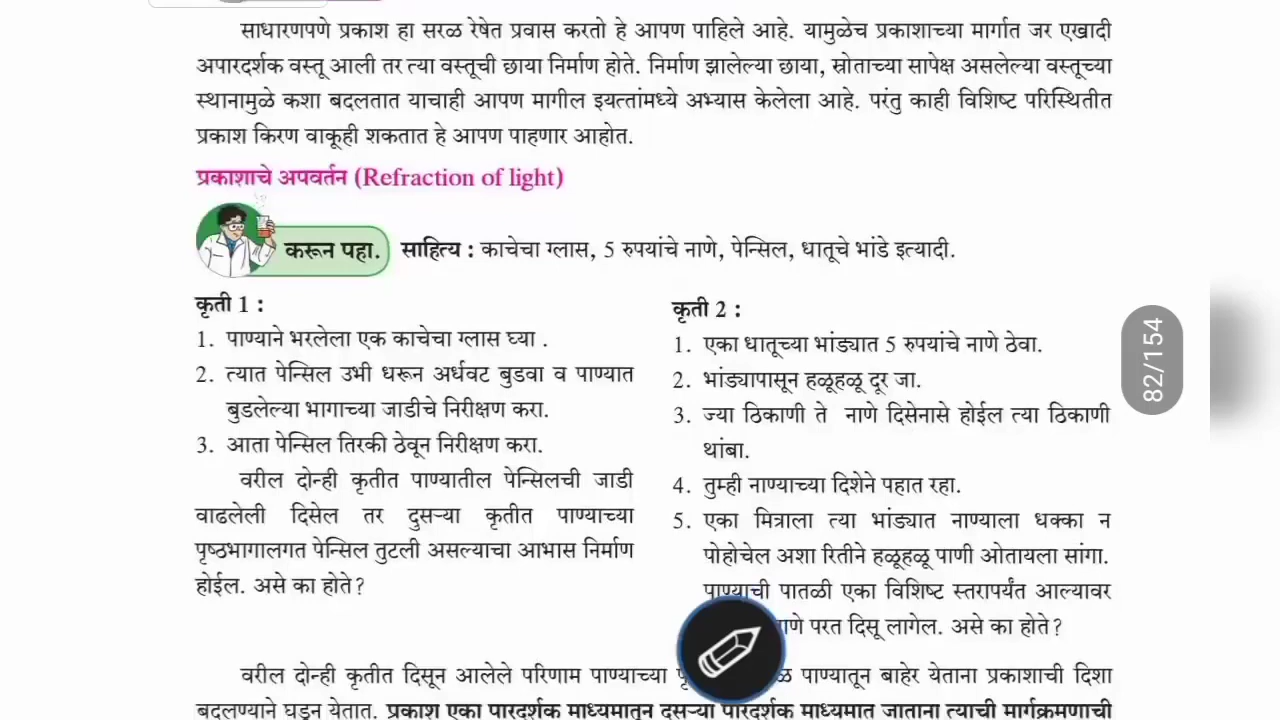 साधारणपणे प्रकाश हा सरळ रेषेत प्रवास करतो हे आपण पाहिले आहे. यामुळेच प्रकाशाच्या मार्गात जर एखादी
अपारदर्शक वस्तू आली तर त्या वस्तूची छाया निर्माण होते. निर्माण झालेल्या छाया, स्रोताच्या सापेक्ष असलेल्या वस्तूच्या
स्थानामुळे कशा बदलतात याचाही आपण मागील इयत्तांमध्ये अभ्यास केलेला आहे. परंतु काही विशिष्ट परिस्थितीत
प्रकाश किरण वाकूही शकतात हे आपण पाहणार आहोत.
प्रकाशाचे अपवर्तन (Refraction of light)
करून पहा. साहित्य : काचेचा ग्लास, 5 रुपयांचे नाणे, पेन्सिल, धातूचे भांडे इत्यादी.
कृती 1 :
1. पाण्याने भरलेला एक काचेचा ग्लास घ्या .
2. त्यात पेन्सिल उभी धरून अर्धवट बुडवा व पाण्यात
बुडलेल्या भागाच्या जाडीचे निरीक्षण करा.
3. आता पेन्सिल तिरकी ठेवून निरीक्षण करा.
वरील दोन्ही कृतीत पाण्यातील पेन्सिलची जाडी
वाढलेली दिसेल तर दुसऱ्या कृतीत पाण्याच्या
पृष्ठभागालगत पेन्सिल तुटली असल्याचा आभास निर्माण
होईल. असे का होते?
कृती 2 :
1. एका धातूच्या भांड्यात 5 रुपयांचे नाणे ठेवा.
2. भांड्यापासून हळूहळू दूर जा.
3. ज्या ठिकाणी ते नाणे दिसेनासे होईल त्या ठिकाणी
थांबा.
4. तुम्ही नाण्याच्या दिशेने पहात रहा.
5. एका मित्राला त्या भांड्यात नाण्याला धक्का न
पोहोचेल अशा रितीने हळूहळू पाणी ओतायला सांगा.
पाण्याची पातळी एका विशिष्ट स्तरापर्यंत आल्यावर
परत दिसू लागेल. असे का होते?
वरील दोन्ही कृतीत दिसून आलेले परिणाम पाण्याच्या पाण्यातून बाहेर येताना प्रकाशाची दिशा
बदलण्याने घडून येतात. प्रकाश एका पारदर्शक माध्यमातून दुसऱ्या पारदर्शक माध्यमात जाताना त्याची मार्गक्रमणाची
82/154